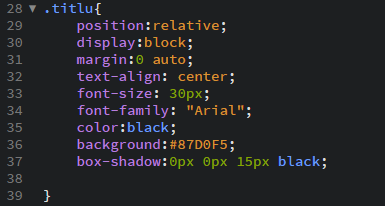 28 ▼ .titlu{
29 position:relative;
30 display:block;
31 margin:0 auto;
32 text-align: center;
33 font-size: 30px;
34 font-family: "Arial";
35 color:black;
36 background:#87D0F5;
37 box-shadow:0px 0px 15px black;
38
39 }